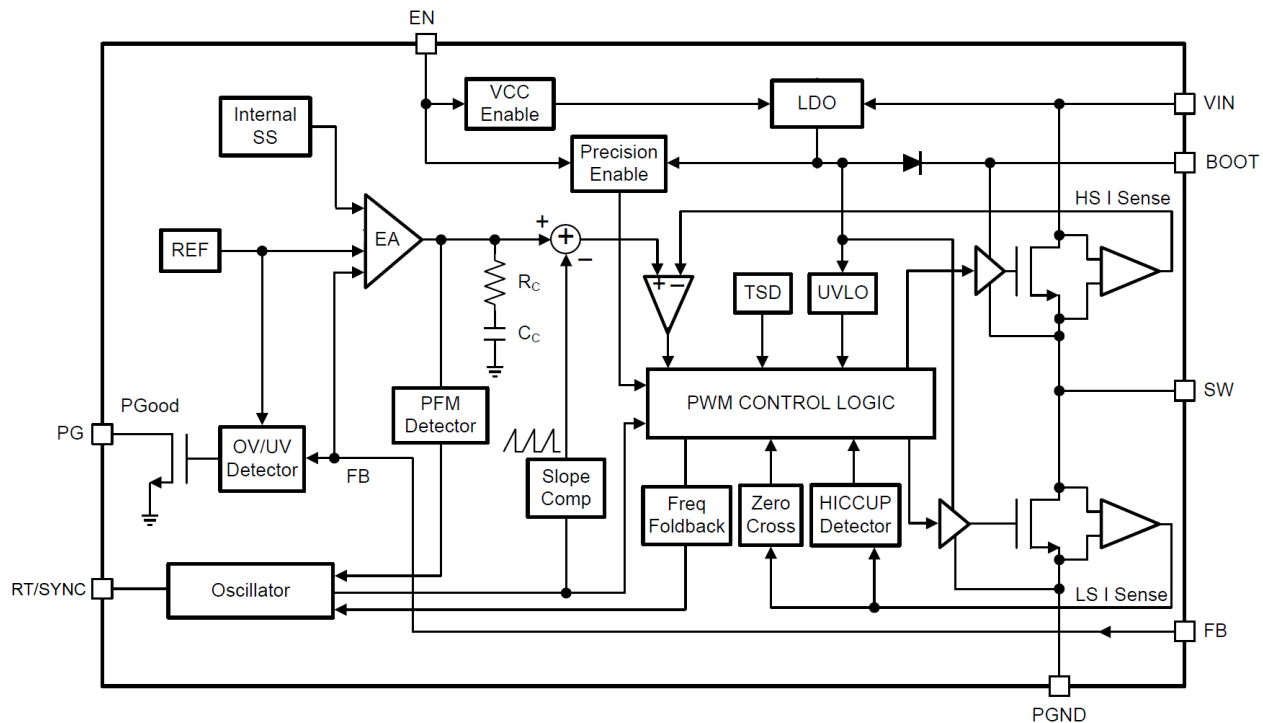 EN
VCC
Enable
LDO
VIN
Internal
SS
Precision
Enable
BOOT
HS I Sense
EA
REF
+
+
−
+ −
R_C
C_C
TSD
UVLO
PWM CONTROL LOGIC
SW
PGood
PG
OV/UV
Detector
FB
PFM
Detector
Slope
Comp
Freq
Foldback
Zero
Cross
HICCUP
Detector
RT/SYNC
Oscillator
LS I Sense
FB
PGND